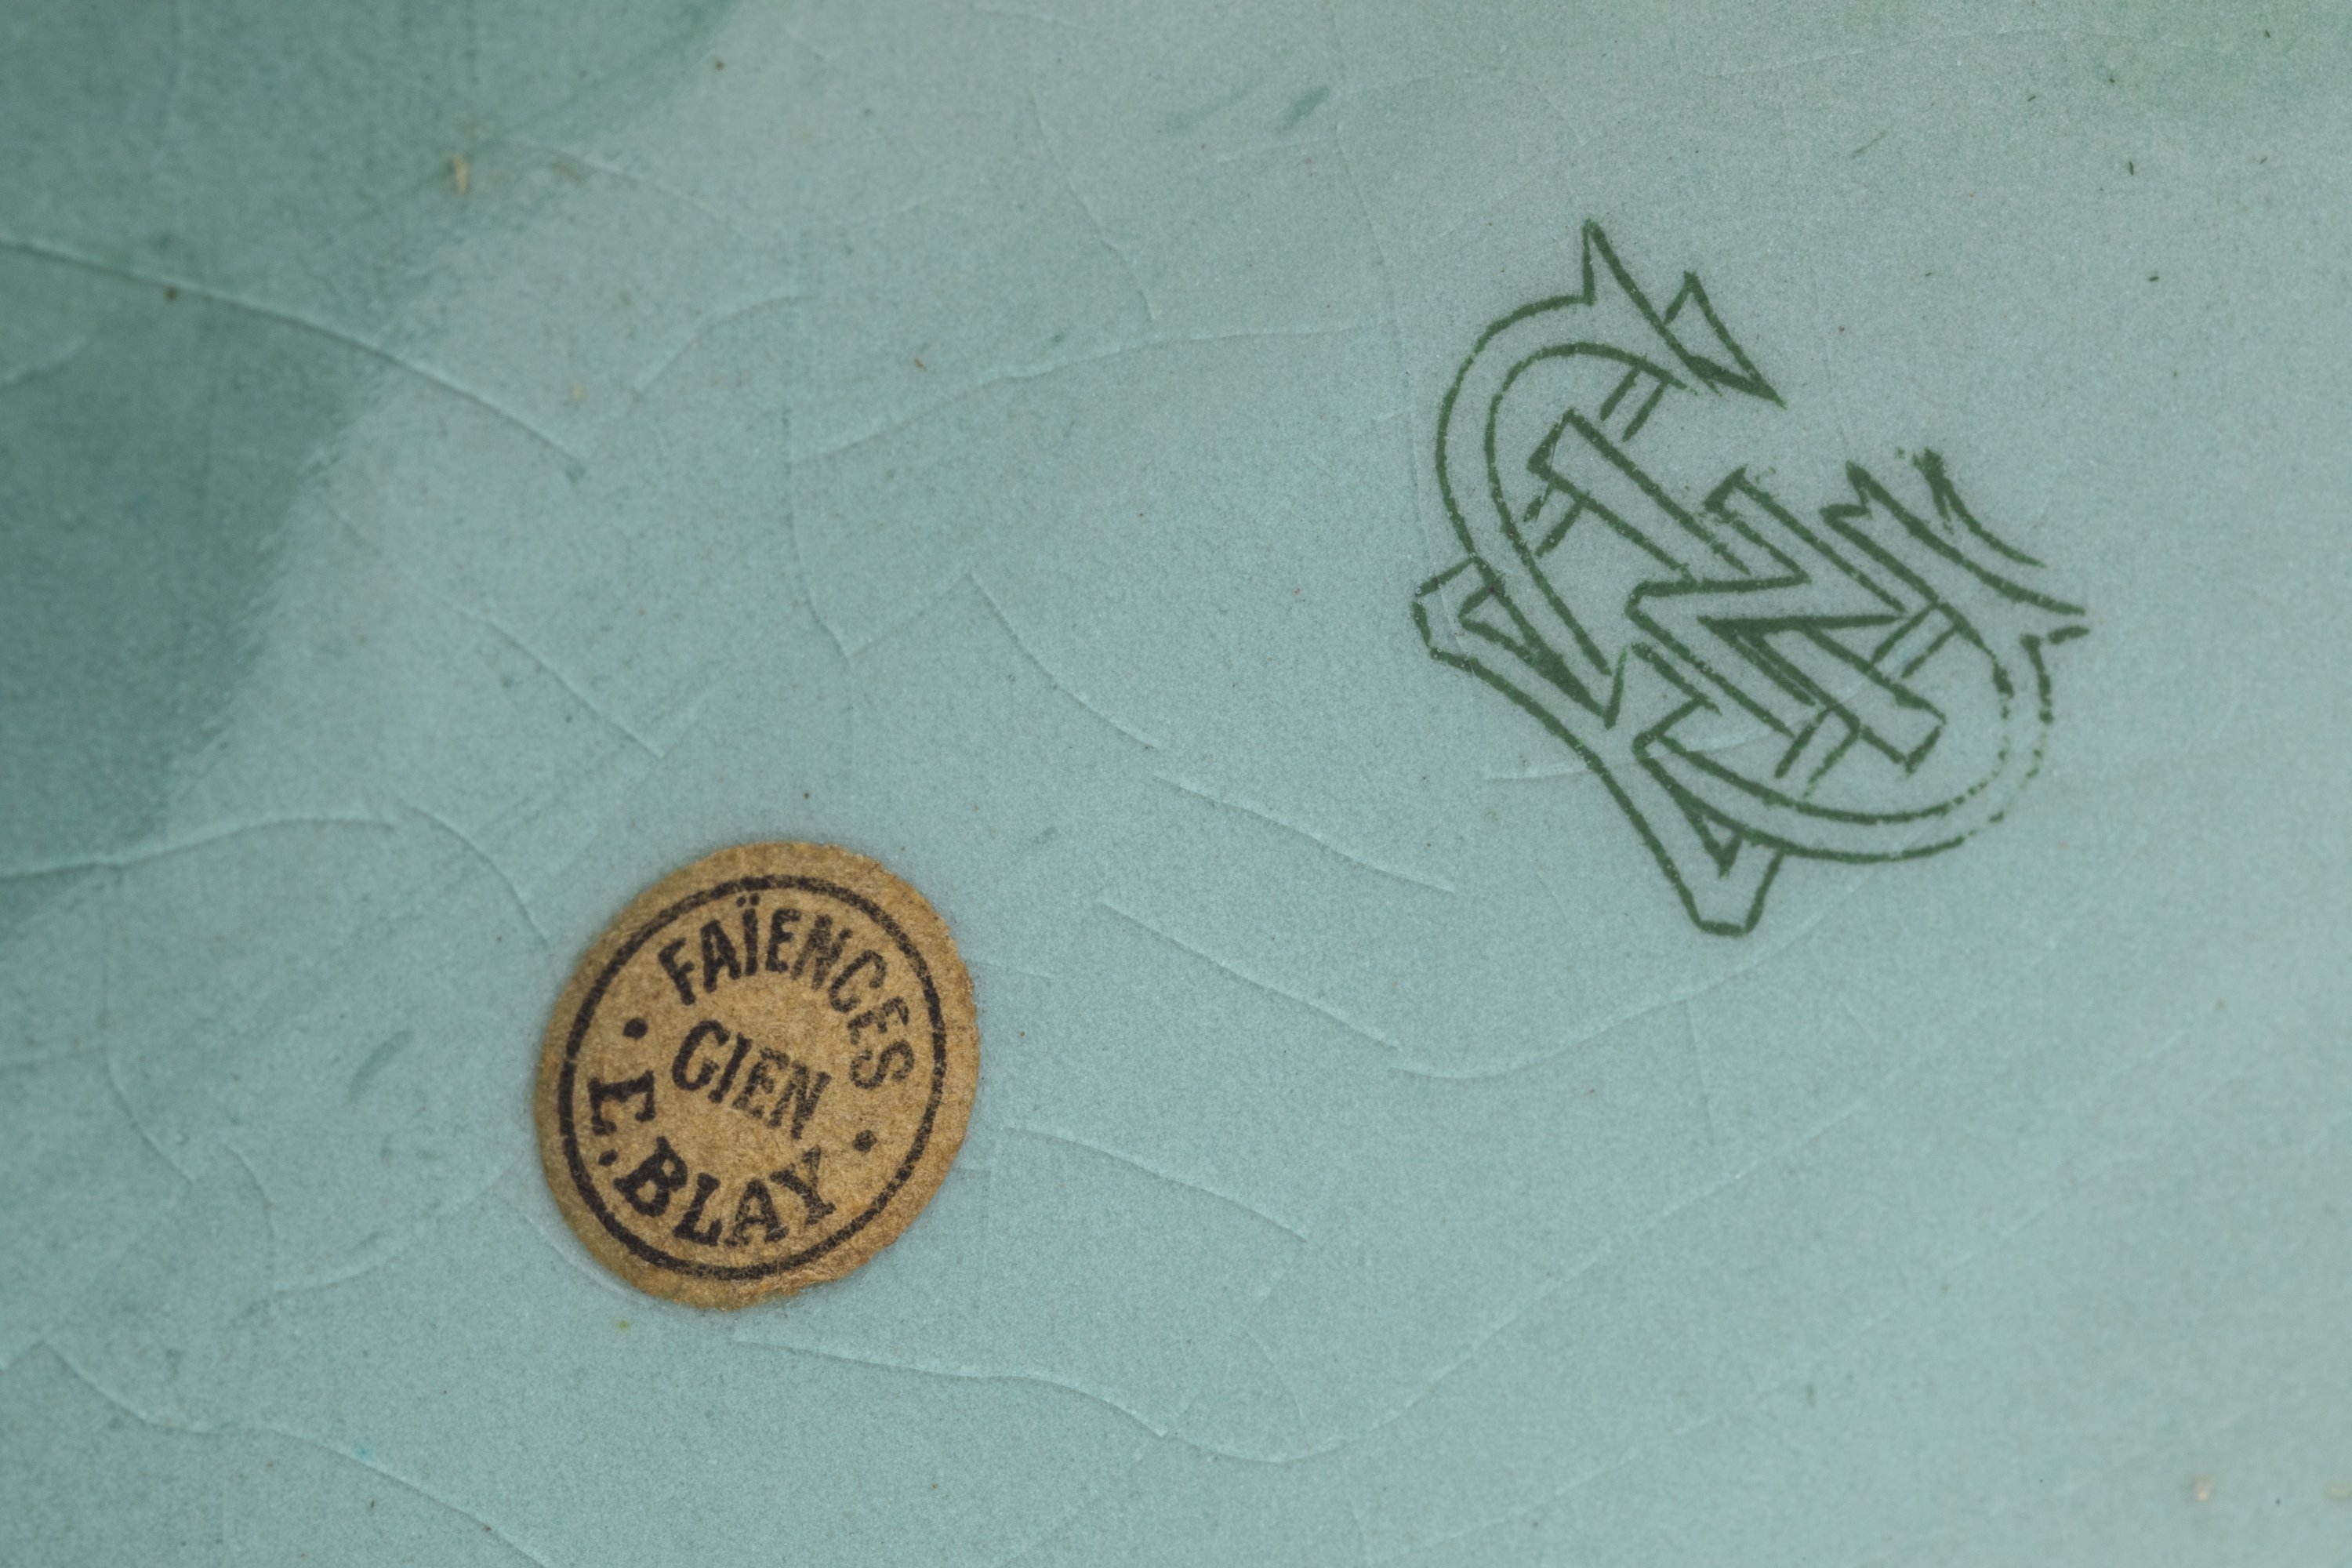 FAÏENCES
GIEN
E. BLAY